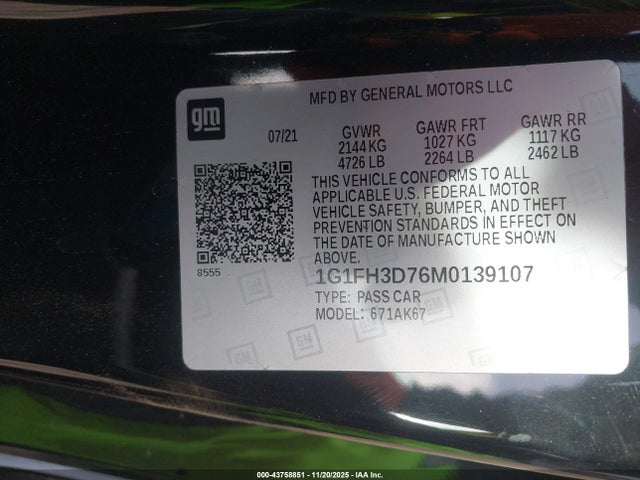 gm
MFD BY GENERAL MOTORS LLC
07/21
GVWR
2144 KG
4726 LB
GAWR FRT
1027 KG
2264 LB
GAWR RR
1117 KG
2462 LB
THIS VEHICLE CONFORMS TO ALL
APPLICABLE U.S. FEDERAL MOTOR
VEHICLE SAFETY, BUMPER, AND THEFT
PREVENTION STANDARDS IN EFFECT ON
THE DATE OF MANUFACTURE SHOWN
ABOVE.
8555
1G1FH3D76M0139107
TYPE: PASS CAR
MODEL: 671AK67
000-43758851 - 11/20/2025 - IAA Inc.